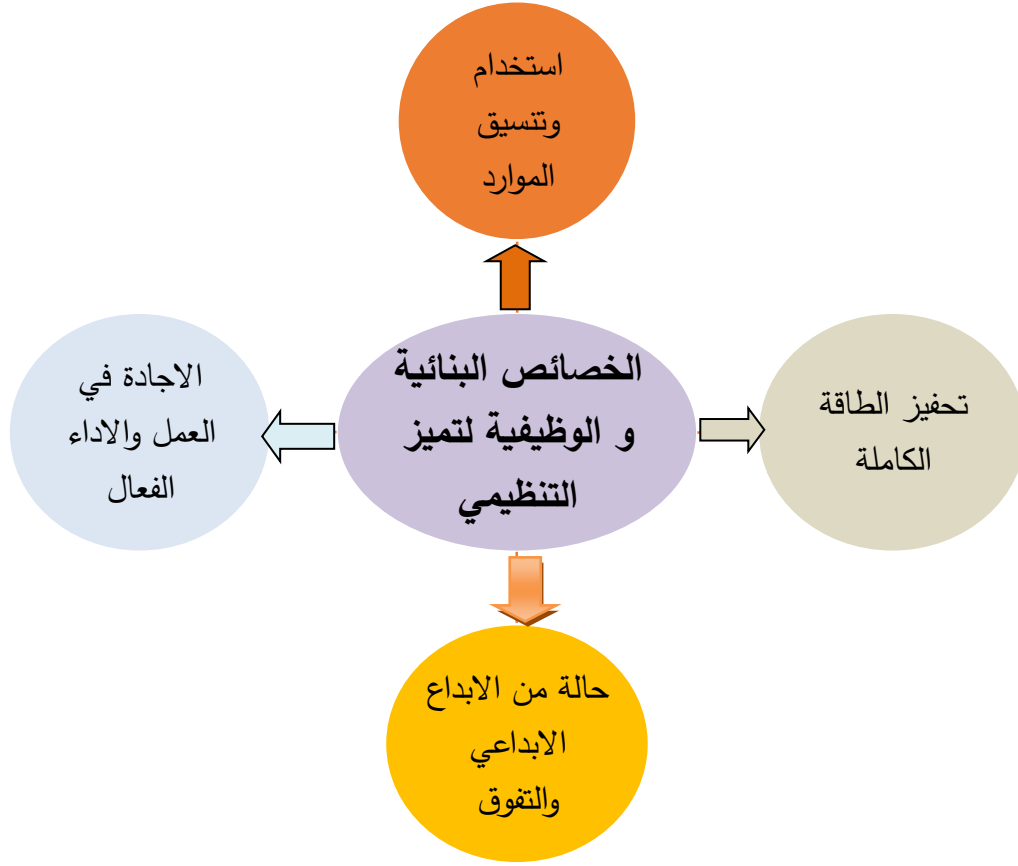 استخدام
وتنسيق
الموارد
الخصائص البنائية
و الوظيفية لتميز
التنظيمي
تحفيز الطاقة
الكاملة
الاجادة في
العمل والاداء
الفعال
حالة من الابداع
الابداعي
والتفوق